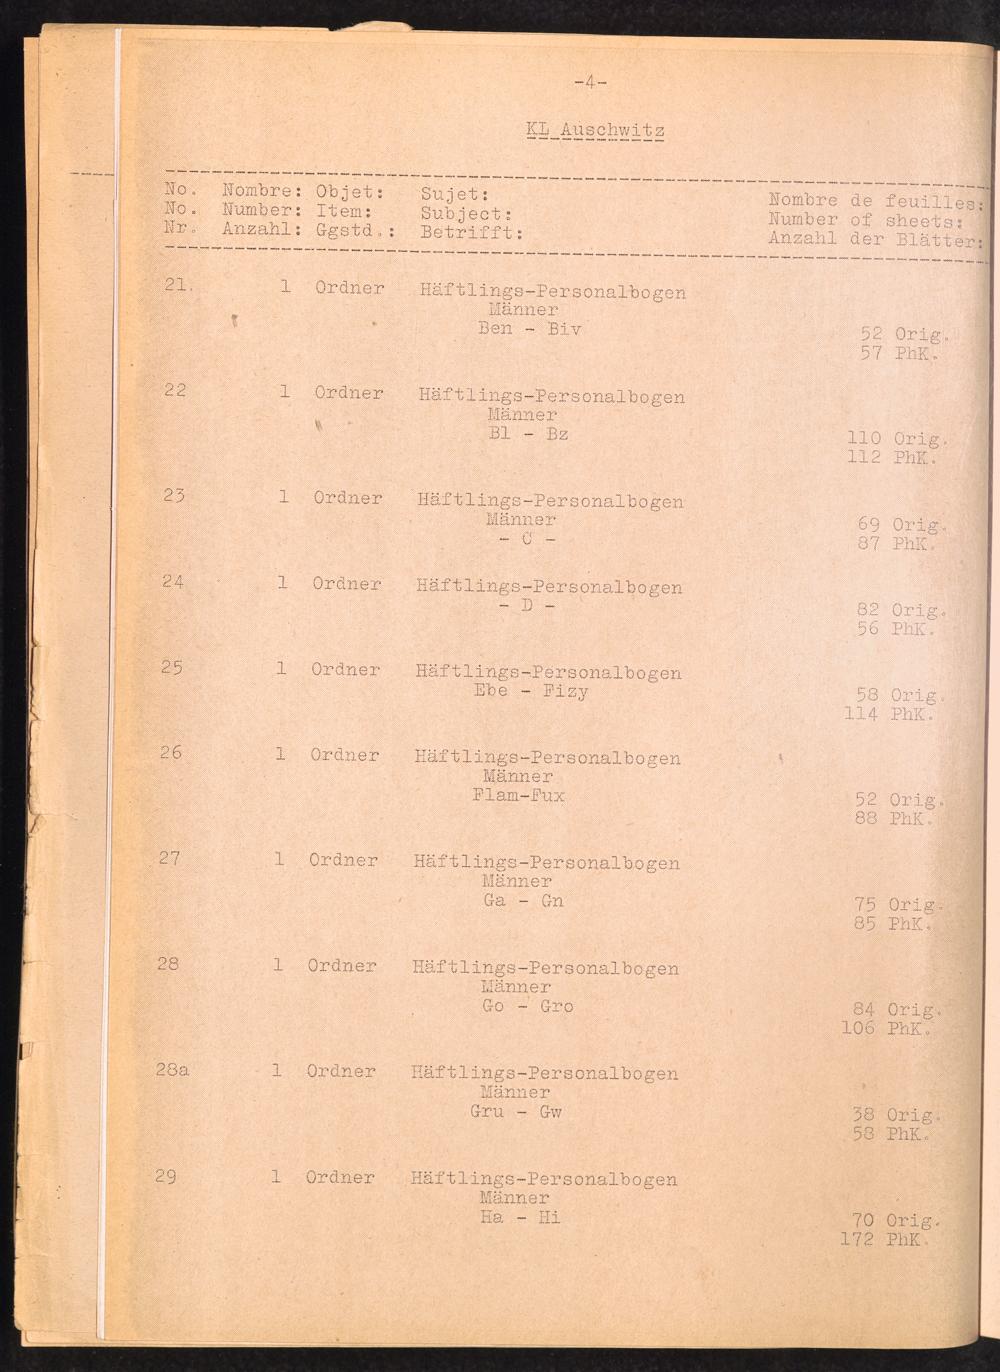 -4-
KL Auschwitz
No. Nombre: Objet: Sujet: Nombre de feuilles:
No. Number: Item: Subject: Number of sheets:
Nr. Anzahl: Ggstd.: Betrifft: Anzahl der Blätter:
21. 1 Ordner Häftlings-Personalbogen
Männer
Ben - Biv
52 Orig.
57 PhK.
22 1 Ordner Häftlings-Personalbogen
Männer
Bl - Bz
110 Orig.
112 PhK.
23 1 Ordner Häftlings-Personalbogen
Männer
- C -
69 Orig.
87 PhK.
24 1 Ordner Häftlings-Personalbogen
- D -
82 Orig.
56 PhK.
25 1 Ordner Häftlings-Personalbogen
Ebe - Fizy
58 Orig.
114 PhK.
26 1 Ordner Häftlings-Personalbogen
Männer
Flam-Fux
52 Orig.
88 PhK.
27 1 Ordner Häftlings-Personalbogen
Männer
Ga - Gn
75 Orig.
85 PhK.
28 1 Ordner Häftlings-Personalbogen
Männer
Go - Gro
84 Orig.
106 PhK.
28a 1 Ordner Häftlings-Personalbogen
Männer
Gru - Gw
38 Orig.
58 PhK.
29 1 Ordner Häftlings-Personalbogen
Männer
Ha - Hi
70 Orig.
172 PhK.